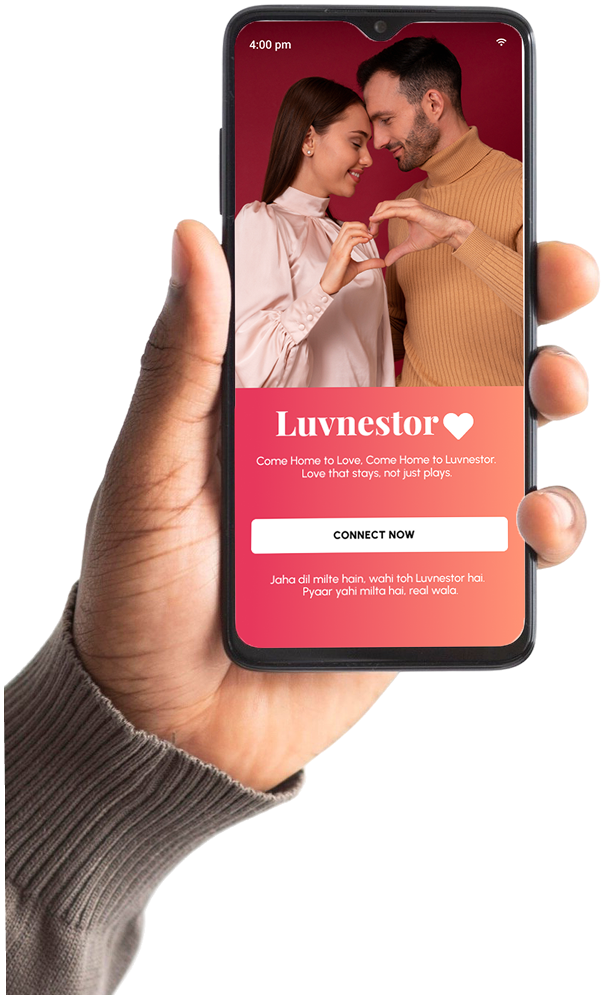 4:00 pm
Luvnestor
Come Home to Love, Come Home to Luvnestor.
Love that stays, not just plays.
CONNECT NOW
Jaha dil milte hain, wahi toh Luvnestor hai.
Pyaar yahi milta hai, real wala.